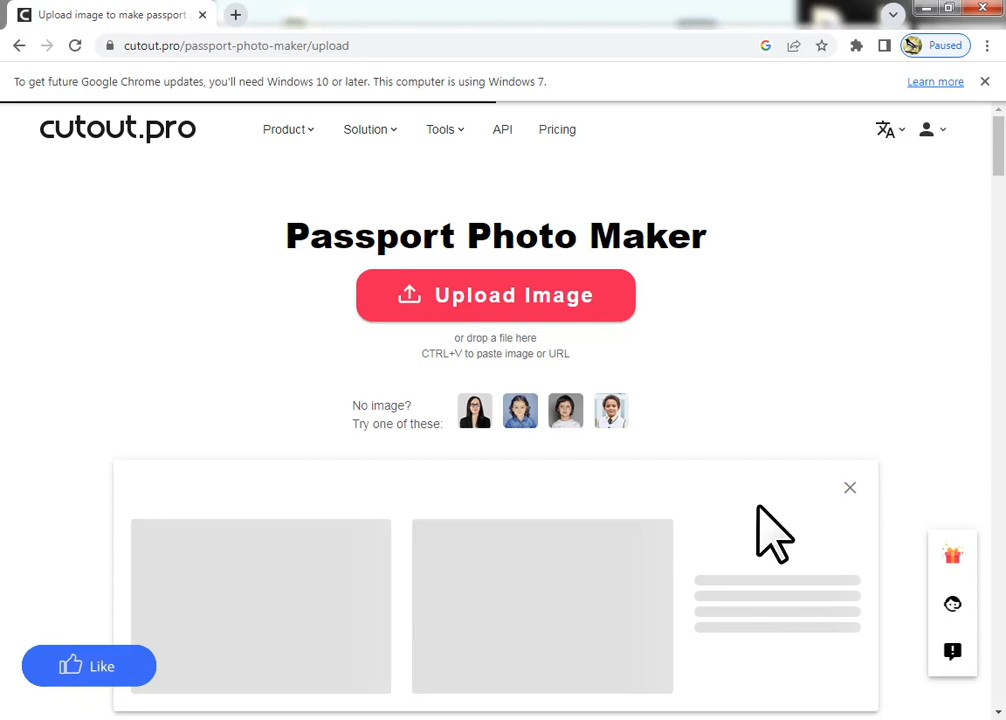 Upload image to make passport
cutout.pro/passport-photo-maker/upload
Paused
To get future Google Chrome updates, you'll need Windows 10 or later. This computer is using Windows 7.
Learn more
cutout.pro
Product
Solution
Tools
API
Pricing
Passport Photo Maker
Upload Image
or drop a file here
CTRL+V to paste image or URL
No image?
Try one of these:
Like